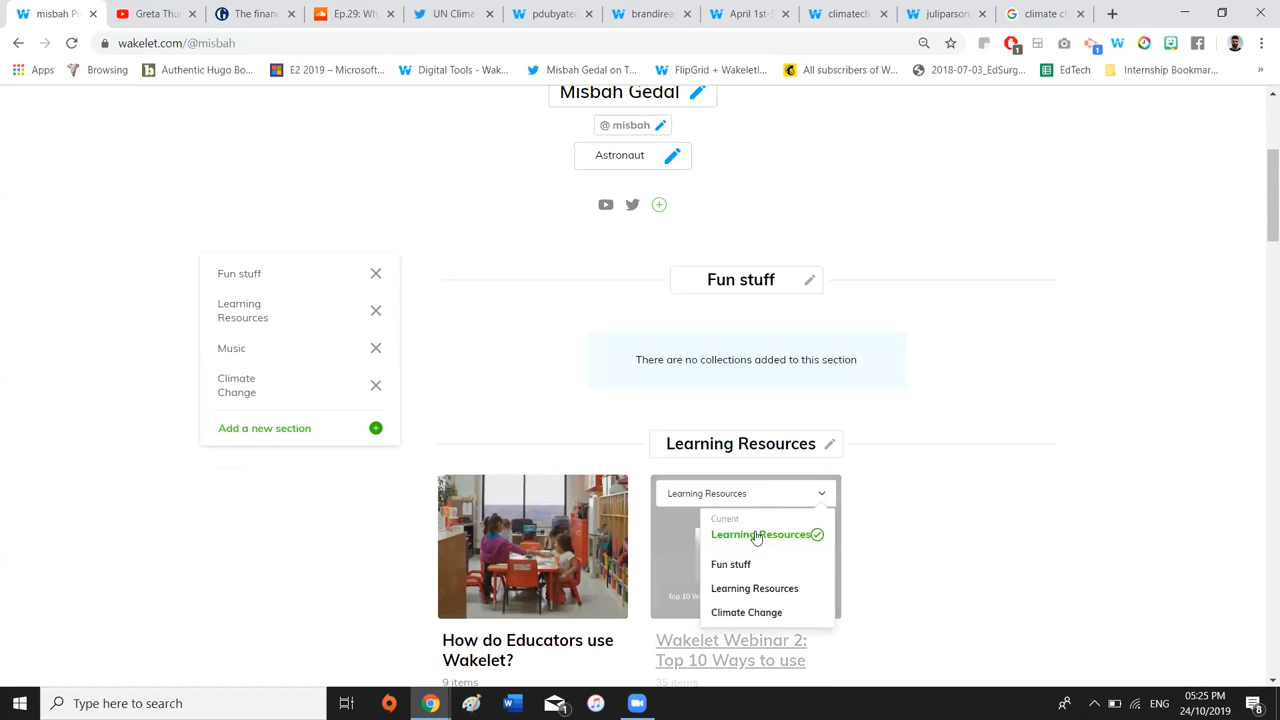 misbah Pr
Greta Thu
The finane
Ep.29: Wh
UN Clima
pdubyate
brandirea
April 1st-S
climatech
juliparson
climate ch
wakelet.com/@misbah
Apps
Browsing
Authentic Hugo Bo...
E2 2019 – Microsoft...
Digital Tools - Wak...
Misbah Gedal on T...
FlipGrid + Wakelet!...
All subscribers of W...
2018-07-03_EdSurg...
EdTech
Internship Bookmar...
Misbah Gedal
@ misbah
Astronaut
Fun stuff
Learning
Resources
Music
Climate
Change
Add a new section
Fun stuff
There are no collections added to this section
Learning Resources
Learning Resources
Current
Learning Resources
Fun stuff
Learning Resources
Climate Change
Top 10 W
How do Educators use
Wakelet?
9 items
Wakelet Webinar 2:
Top 10 Ways to use
35 items
Type here to search
ENG
05:25 PM
24/10/2019